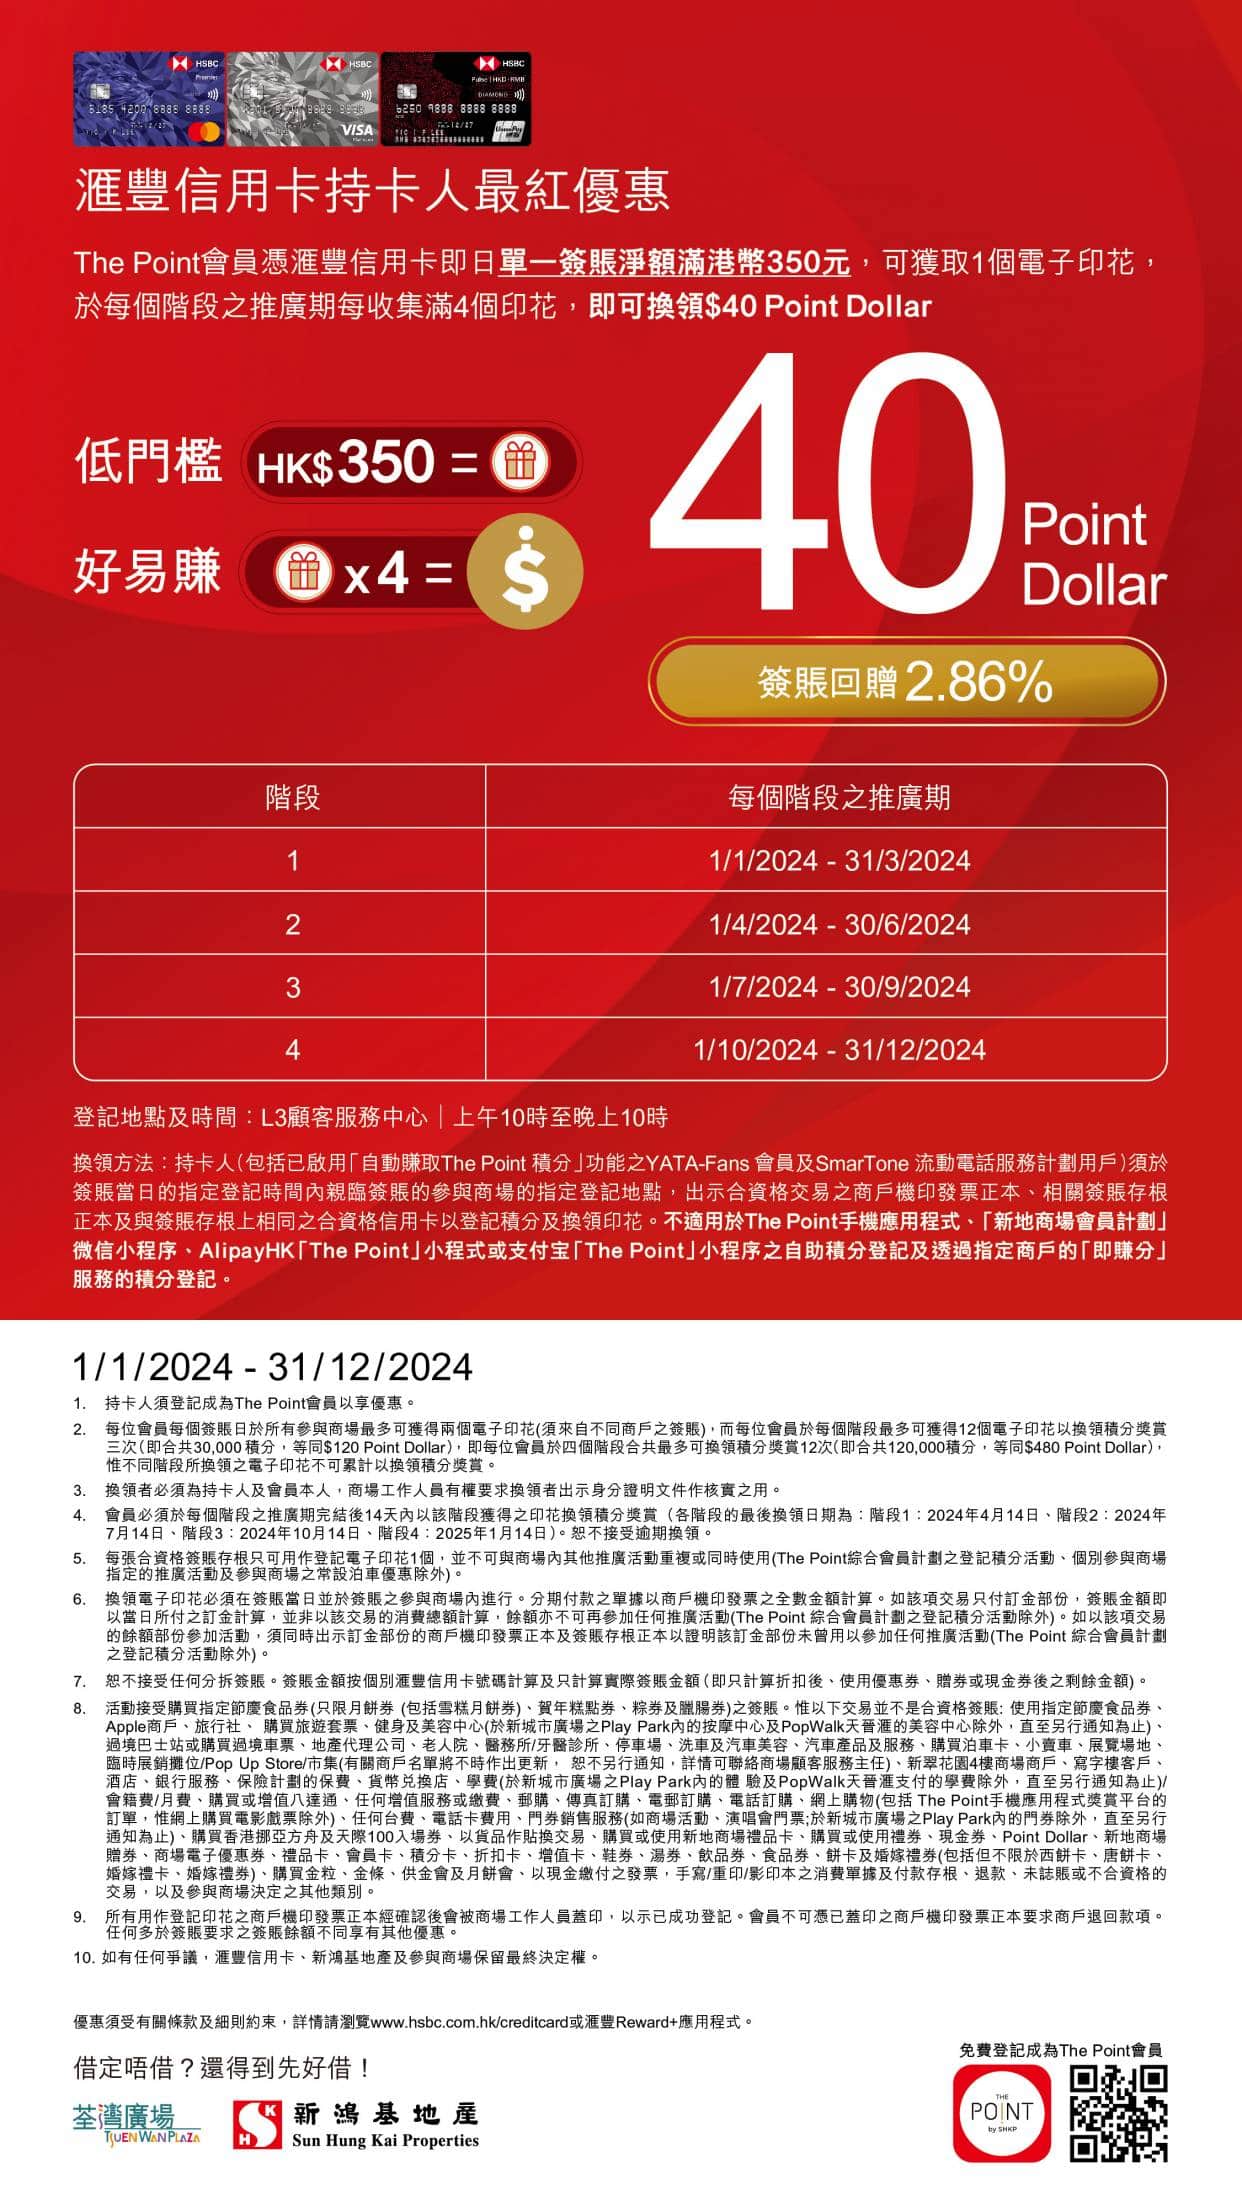 HSBC
Premier
5185 4200 8888 8888
HSBC
VISA
HSBC
Pulse | HKD·RMB
DIAMOND
6250 9888 8888 8888
UnionPay
滙豐信用卡持卡人最紅優惠
The Point會員憑滙豐信用卡即日單一簽賬淨額滿港幣350元，可獲取1個電子印花，
於每個階段之推廣期每收集滿4個印花，即可換領$40 Point Dollar
低門檻 HK$350 =
好易賺 x4 = $
40 Point
Dollar
簽賬回贈2.86%
階段 每個階段之推廣期
1 1/1/2024 - 31/3/2024
2 1/4/2024 - 30/6/2024
3 1/7/2024 - 30/9/2024
4 1/10/2024 - 31/12/2024
登記地點及時間：L3顧客服務中心｜上午10時至晚上10時
換領方法：持卡人（包括已啟用「自動賺取The Point 積分」功能之YATA-Fans 會員及SmarTone 流動電話服務計劃用戶）須於
簽賬當日的指定登記時間內親臨簽賬的參與商場的指定登記地點，出示合資格交易之商戶機印發票正本、相關簽賬存根
正本及與簽賬存根上相同之合資格信用卡以登記積分及換領印花。不適用於The Point手機應用程式、「新地商場會員計劃」
微信小程序、AlipayHK「The Point」小程式或支付宝「The Point」小程序之自助積分登記及透過指定商戶的「即賺分」
服務的積分登記。
1/1/2024 - 31/12/2024
1. 持卡人須登記成為The Point會員以享優惠。
2. 每位會員每個簽賬日於所有參與商場最多可獲得兩個電子印花(須來自不同商戶之簽賬)，而每位會員於每個階段最多可獲得12個電子印花以換領積分獎賞
三次（即合共30,000 積分，等同$120 Point Dollar)，即每位會員於四個階段合共最多可換領積分獎賞12次(即合共120,000積分，等同$480 Point Dollar)，
惟不同階段所換領之電子印花不可累計以換領積分獎賞。
3. 換領者必須為持卡人及會員本人，商場工作人員有權要求換領者出示身分證明文件作核實之用。
4. 會員必須於每個階段之推廣期完結後14天內以該階段獲得之印花換領積分獎賞（各階段的最後換領日期為：階段1：2024年4月14日、階段2：2024年
7月14日、階段3：2024年10月14日、階段4：2025年1月14日）。恕不接受逾期換領。
5. 每張合資格簽賬存根只可用作登記電子印花1個，並不可與商場內其他推廣活動重複或同時使用(The Point綜合會員計劃之登記積分活動、個別參與商場
指定的推廣活動及參與商場之常設泊車優惠除外)。
6. 換領電子印花必須在簽賬當日並於簽賬之參與商場內進行。分期付款之單據以商戶機印發票之全數金額計算。如該項交易只付訂金部份，簽賬金額即
以當日所付之訂金計算，並非以該交易的消費總額計算，餘額亦不可再參加任何推廣活動(The Point 綜合會員計劃之登記積分活動除外)。如以該項交易
的餘額部份參加活動，須同時出示訂金部份的商戶機印發票正本及簽賬存根正本以證明該訂金部份未曾用以參加任何推廣活動(The Point 綜合會員計劃
之登記積分活動除外)。
7. 恕不接受任何分拆簽賬。簽賬金額按個別滙豐信用卡號碼計算及只計算實際簽賬金額（即只計算折扣後、使用優惠券、贈券或現金券後之剩餘金額)。
8. 活動接受購買指定節慶食品券(只限月餅券 (包括雪糕月餅券)、賀年糕點券、粽券及臘腸券)之簽賬。惟以下交易並不是合資格簽賬: 使用指定節慶食品券、
Apple商戶、旅行社、 購買旅遊套票、健身及美容中心(於新城市廣場之Play Park內的按摩中心及PopWalk天晉滙的美容中心除外，直至另行通知為止)、
過境巴士站或購買過境車票、地產代理公司、老人院、醫務所/牙醫診所、停車場、洗車及汽車美容、汽車產品及服務、購買泊車卡、小賣車、展覽場地、
臨時展銷攤位/Pop Up Store/市集(有關商戶名單將不時作出更新， 恕不另行通知，詳情可聯絡商場顧客服務主任)、新翠花園4樓商場商戶、寫字樓客戶、
酒店、銀行服務、保險計劃的保費、貨幣兌換店、學費(於新城市廣場之Play Park內的體 驗及PopWalk天晉滙支付的學費除外，直至另行通知為止)/
會籍費/月費、購買或增值八達通、任何增值服務或繳費、郵購、傳真訂購、電郵訂購、電話訂購、網上購物(包括 The Point手機應用程式獎賞平台的
訂單，惟網上購買電影戲票除外)、任何台費、電話卡費用、門券銷售服務(如商場活動、演唱會門票;於新城市廣場之Play Park內的門券除外，直至另行
通知為止)、購買香港挪亞方舟及天際100入場券、以貨品作貼換交易、購買或使用新地商場禮品卡、購買或使用禮券、現金券、Point Dollar、新地商場
贈券、商場電子優惠券、禮品卡、會員卡、積分卡、折扣卡、增值卡、鞋券、湯券、飲品券、食品券、餅卡及婚嫁禮券(包括但不限於西餅卡、唐餅卡、
婚嫁禮卡、婚嫁禮券)、購買金粒、金條、供金會及月餅會、以現金繳付之發票，手寫/重印/影印本之消費單據及付款存根、退款、未誌賬或不合資格的
交易，以及參與商場決定之其他類別。
9. 所有用作登記印花之商戶機印發票正本經確認後會被商場工作人員蓋印，以示已成功登記。會員不可憑已蓋印之商戶機印發票正本要求商戶退回款項。
任何多於簽賬要求之簽賬餘額不同享有其他優惠。
10. 如有任何爭議，滙豐信用卡、新鴻基地產及參與商場保留最終決定權。
優惠須受有關條款及細則約束，詳情請瀏覽www.hsbc.com.hk/creditcard或滙豐Reward+應用程式。
借定唔借？還得到先好借！
免費登記成為The Point會員
荃灣廣場
TSUEN WAN PLAZA
SHK
新鴻基地產
Sun Hung Kai Properties
THE
POINT
by SHKP